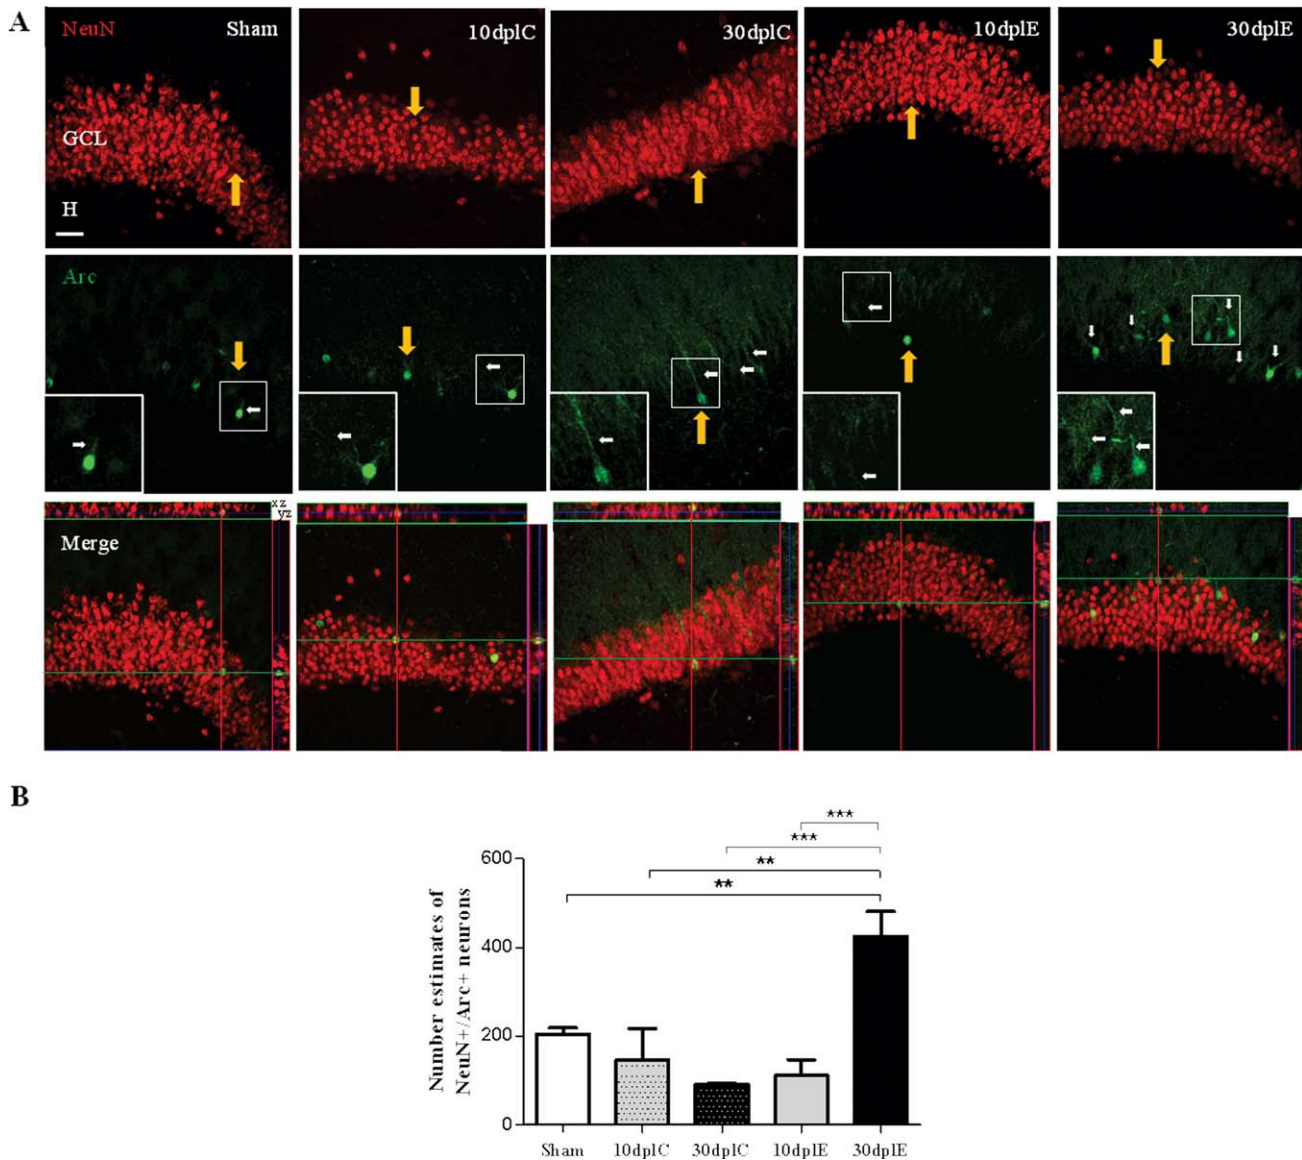 A
NeuN Sham 10dplC 30dplC 10dplE 30dplE
GCL
H
Arc
xz
yz
Merge
B
***
***
**
**
Number estimates of
NeuN+/Arc+ neurons
600
400
200
0
Sham 10dplC 30dplC 10dplE 30dplE